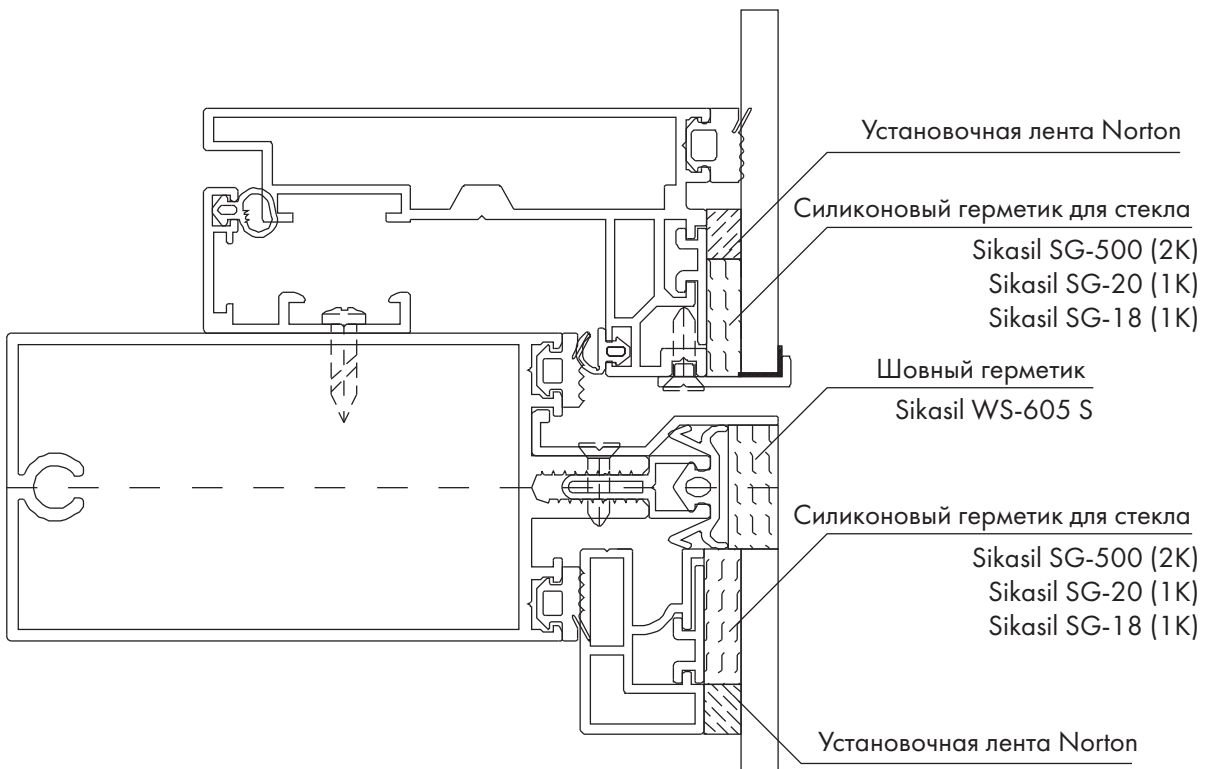 Установочная лента Norton
Силиконовый герметик для стекла
Sikasil SG-500 (2K)
Sikasil SG-20 (1K)
Sikasil SG-18 (1K)
Шовный герметик
Sikasil WS-605 S
Силиконовый герметик для стекла
Sikasil SG-500 (2K)
Sikasil SG-20 (1K)
Sikasil SG-18 (1K)
Установочная лента Norton